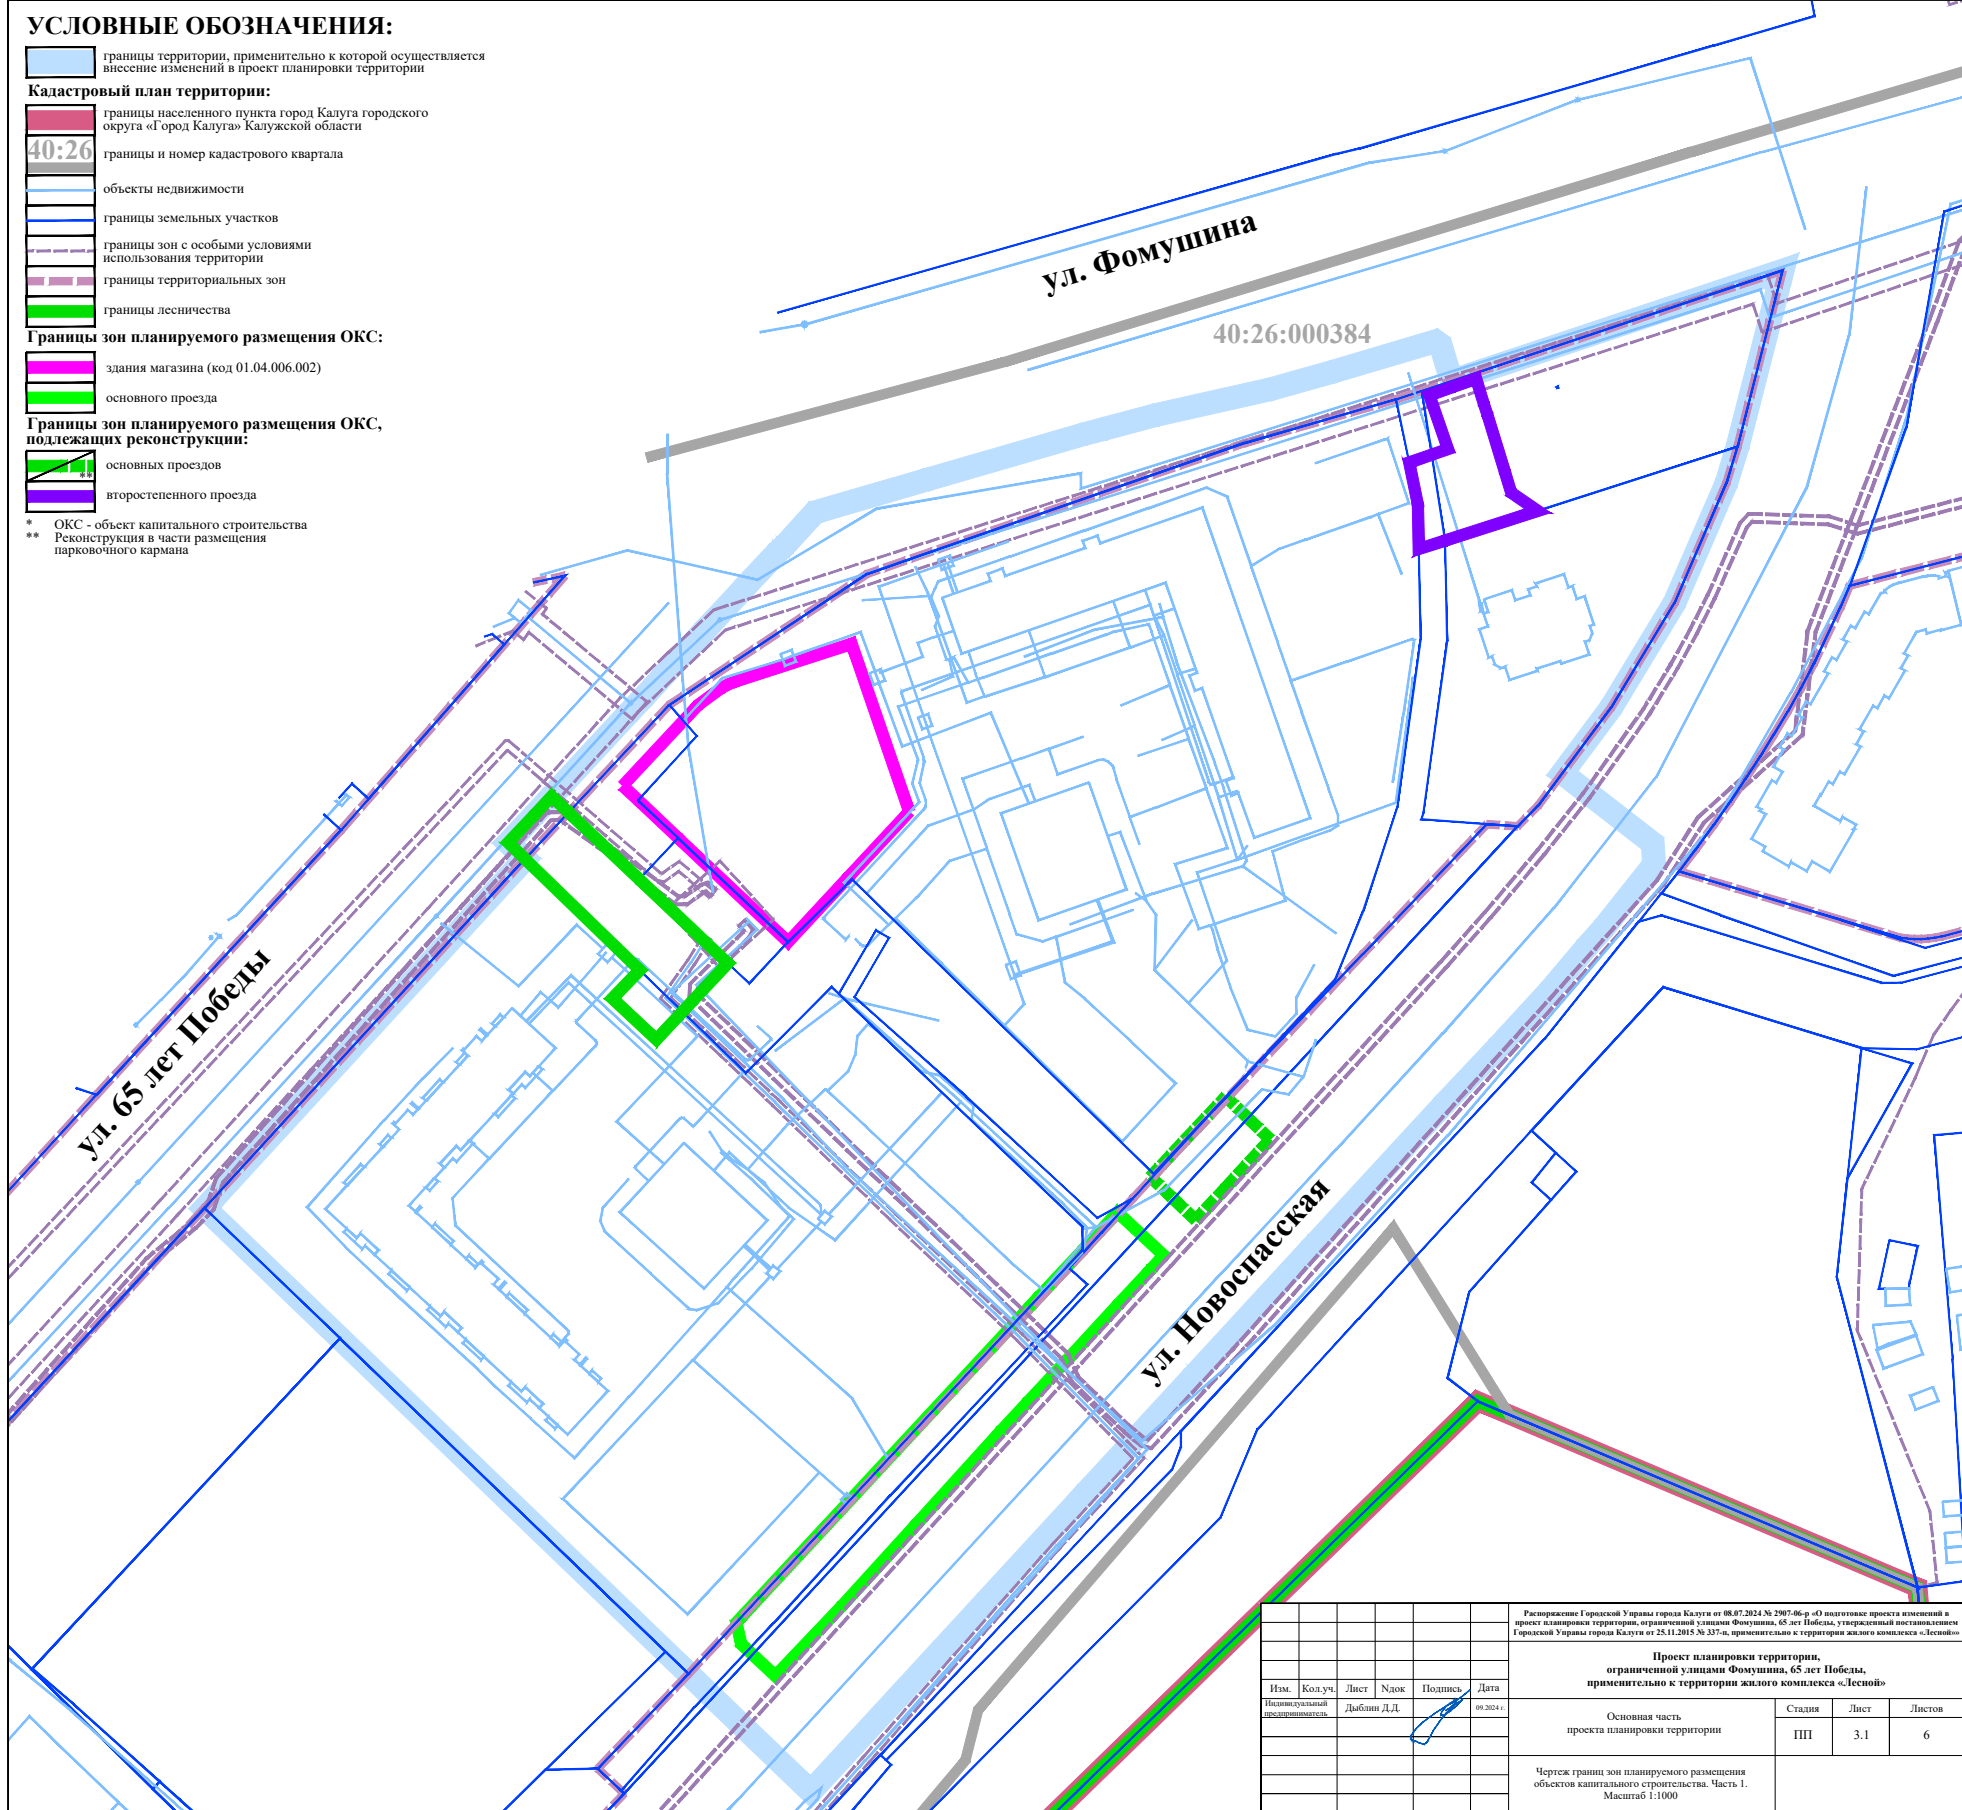 УСЛОВНЫЕ ОБОЗНАЧЕНИЯ:
границы территории, применительно к которой осуществляется
внесение изменений в проект планировки территории
Кадастровый план территории:
границы населенного пункта город Калуга городского
округа «Город Калуга» Калужской области
40:26
границы и номер кадастрового квартала
объекты недвижимости
границы земельных участков
границы зон с особыми условиями
использования территории
границы территориальных зон
границы лесничества
Границы зон планируемого размещения ОКС:
здания магазина (код 01.04.006.002)
основного проезда
Границы зон планируемого размещения ОКС,
подлежащих реконструкции:
**
основных проездов
второстепенного проезда
* ОКС - объект капитального строительства
** Реконструкция в части размещения
парковочного кармана
ул. Фомушина
40:26:000384
ул. 65 лет Победы
ул. Новоспасская
Распоряжение Городской Управы города Калуги от 08.07.2024 № 2907-06-р «О подготовке проекта изменений в
проект планировки территории, ограниченной улицами Фомушина, 65 лет Победы, утвержденный постановлением
Городской Управы города Калуги от 25.11.2015 № 337-п, применительно к территории жилого комплекса «Лесной»»
Проект планировки территории,
ограниченной улицами Фомушина, 65 лет Победы,
применительно к территории жилого комплекса «Лесной»
Изм. Кол.уч. Лист Nдок Подпись Дата
Индивидуальный
предприниматель
Дыблин Д.Д.
09.2024 г.
Основная часть
проекта планировки территории
Стадия Лист Листов
ПП 3.1 6
Чертеж границ зон планируемого размещения
объектов капитального строительства. Часть 1.
Масштаб 1:1000